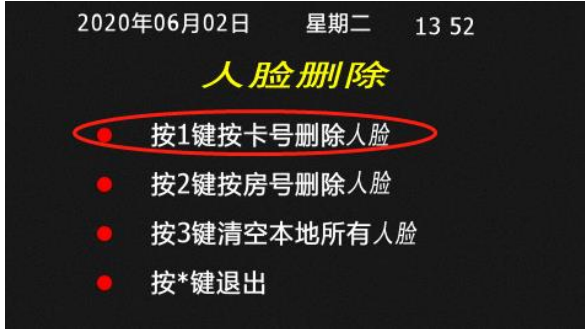 2020年06月02日 星期二 13 52
人脸删除
按1键按卡号删除人脸
按2键按房号删除人脸
按3键清空本地所有人脸
按*键退出